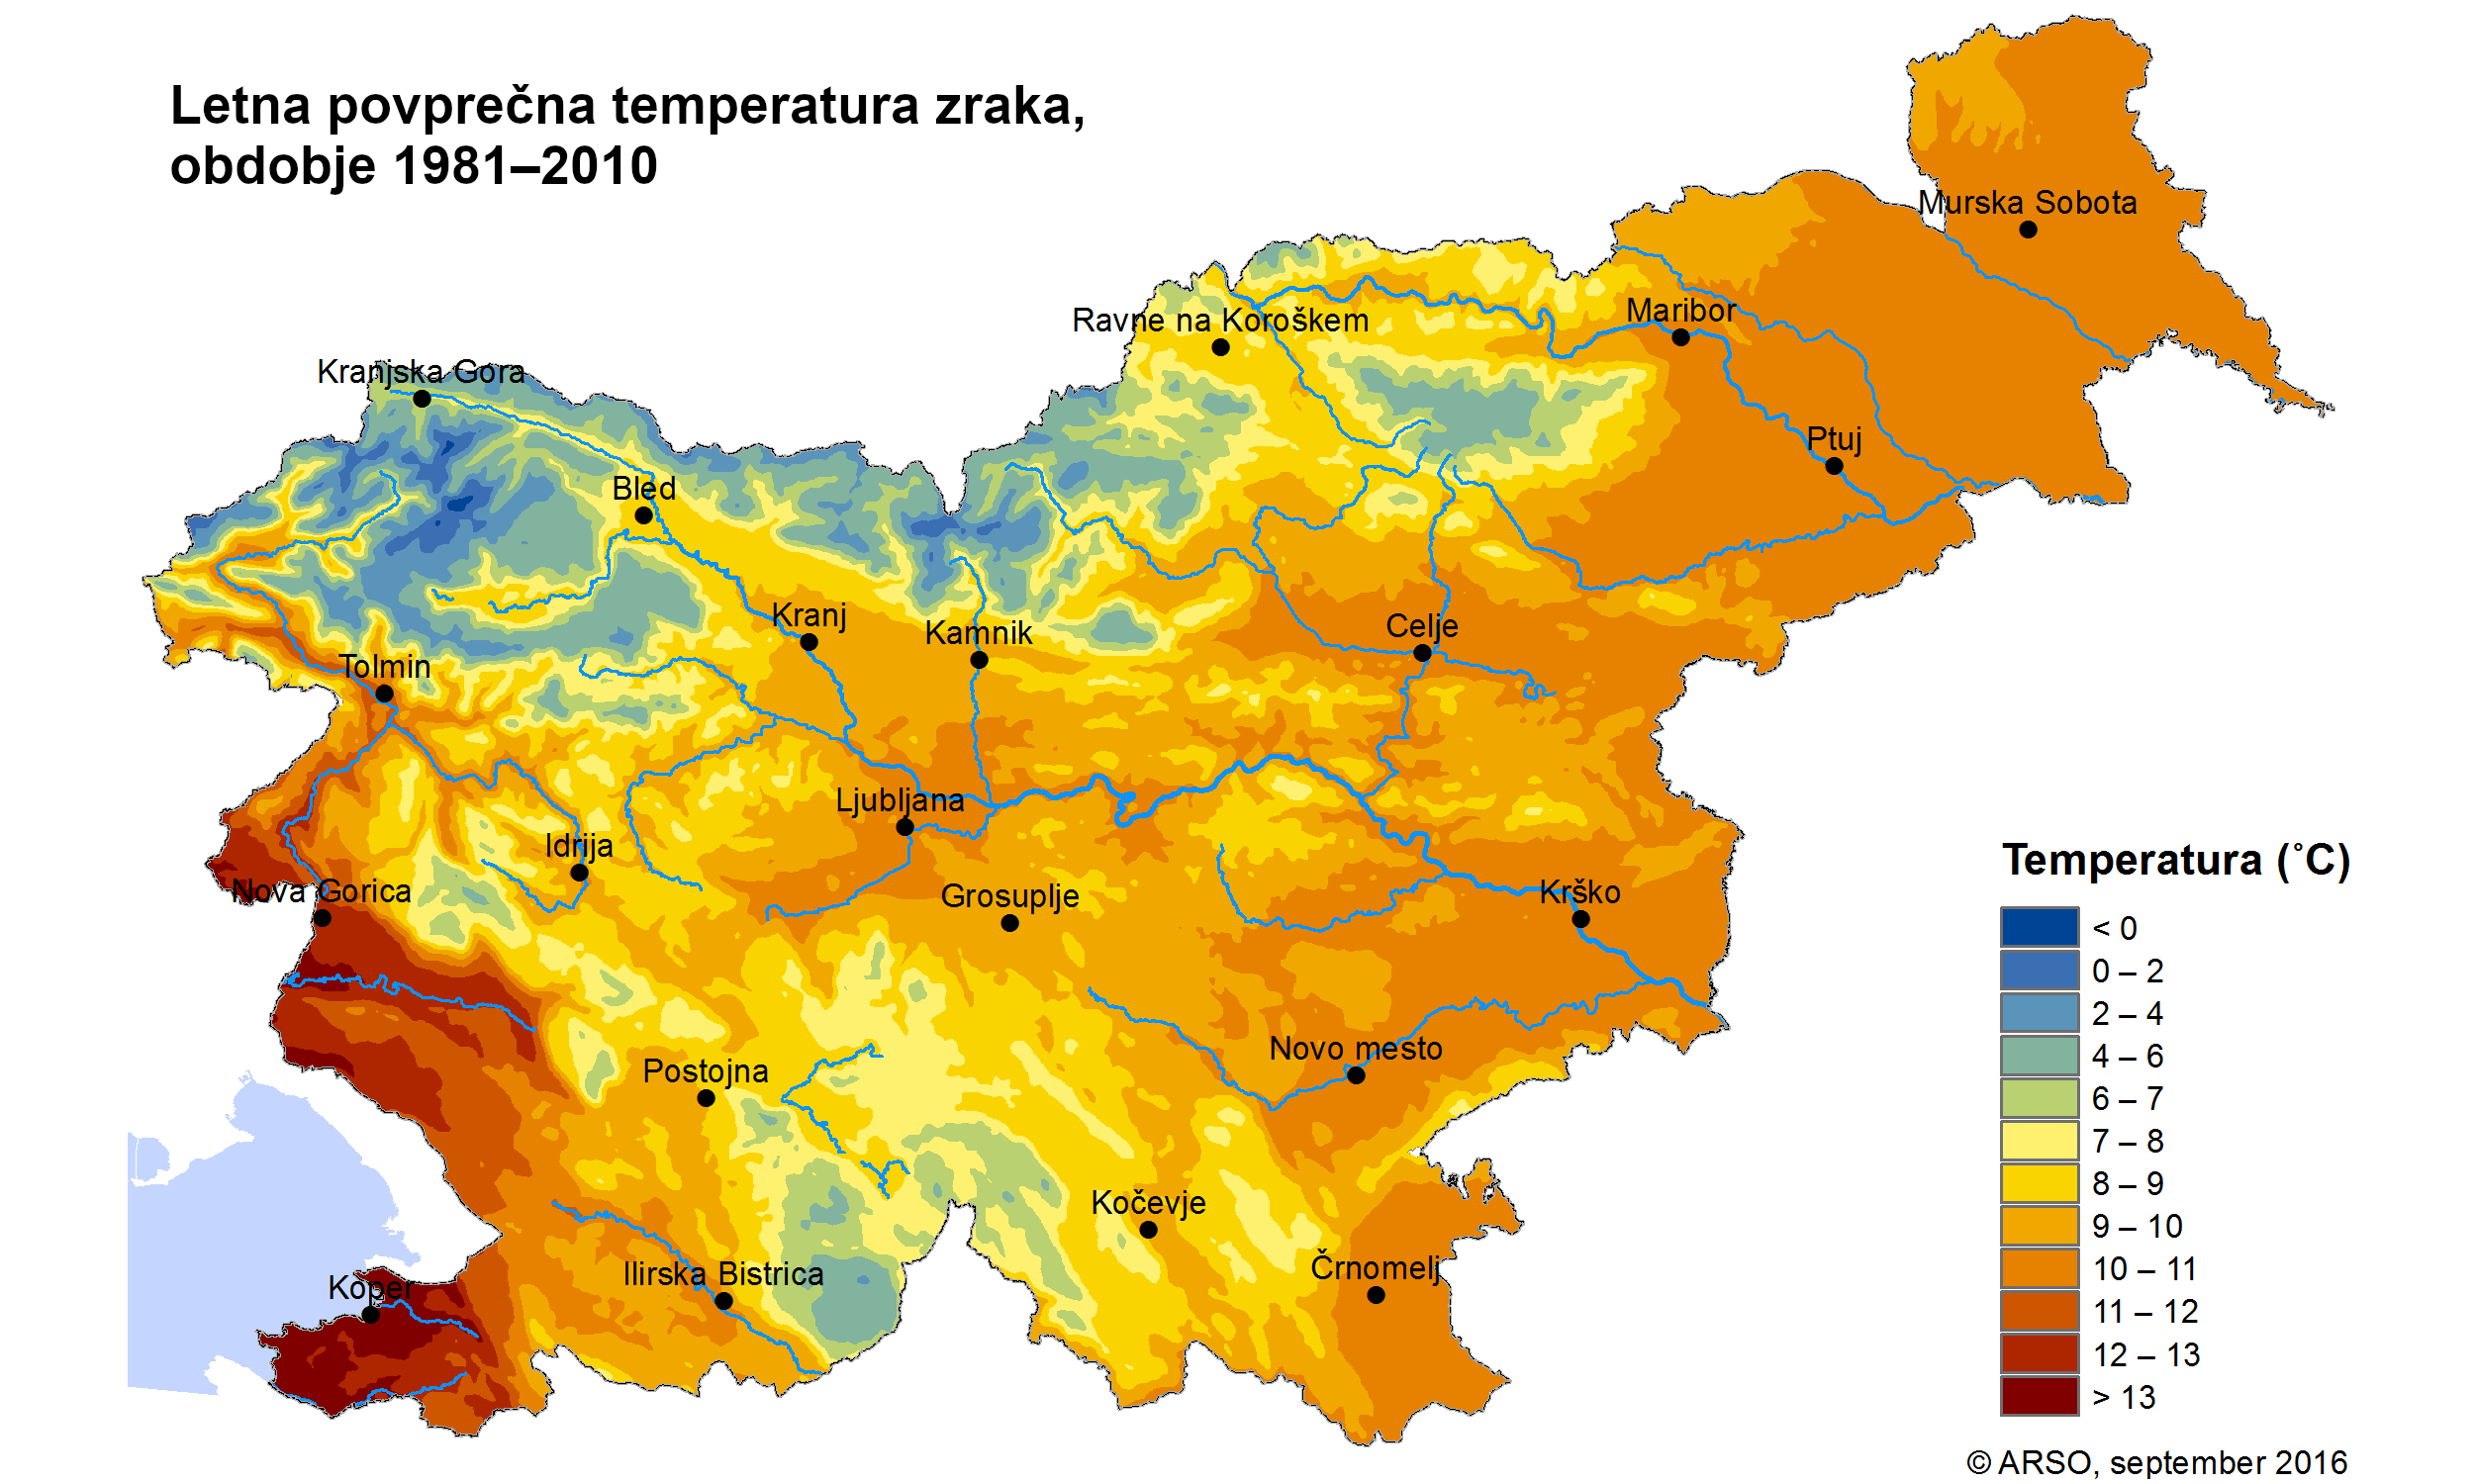 Letna povprečna temperatura zraka,
obdobje 1981–2010
Murska Sobota
Maribor
Ravne na Koroškem
Kranjska Gora
Ptuj
Bled
Kranj
Kamnik
Celje
Tolmin
Ljubljana
Idrija
Nova Gorica
Grosuplje
Krško
Novo mesto
Postojna
Kočevje
Črnomelj
Ilirska Bistrica
Koper
Temperatura (˚C)
< 0
0 – 2
2 – 4
4 – 6
6 – 7
7 – 8
8 – 9
9 – 10
10 – 11
11 – 12
12 – 13
> 13
© ARSO, september 2016